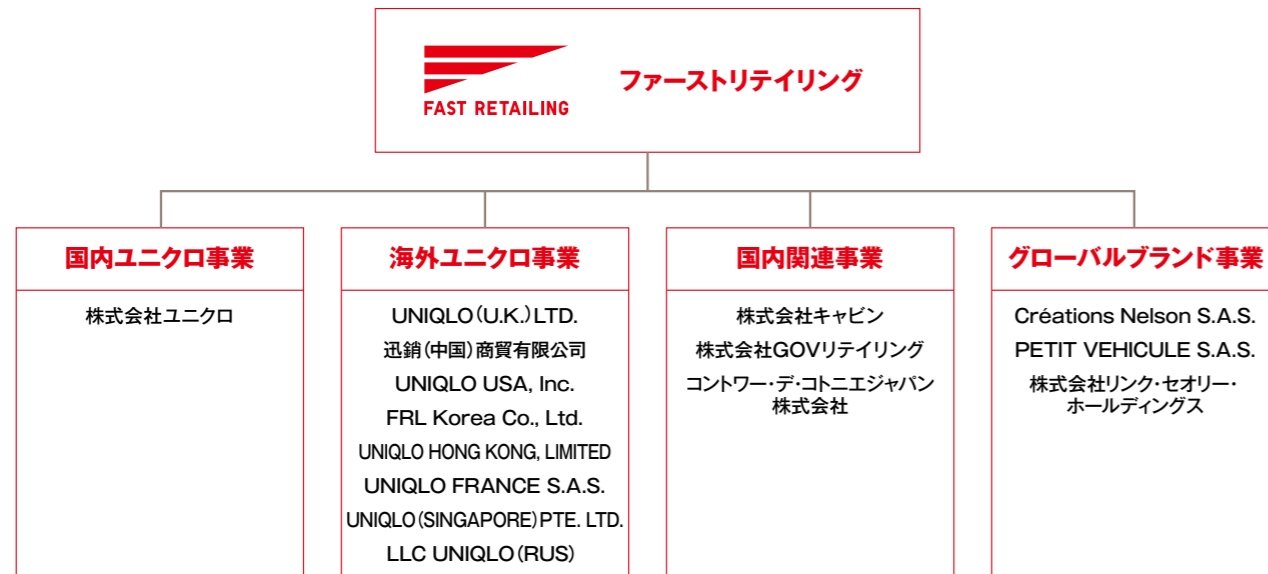 FAST RETAILING
ファーストリテイリング
国内ユニクロ事業
株式会社ユニクロ
海外ユニクロ事業
UNIQLO(U.K.)LTD.
迅銷(中国)商貿有限公司
UNIQLO USA, Inc.
FRL Korea Co., Ltd.
UNIQLO HONG KONG, LIMITED
UNIQLO FRANCE S.A.S.
UNIQLO(SINGAPORE)PTE. LTD.
LLC UNIQLO(RUS)
国内関連事業
株式会社キャビン
株式会社GOVリテイリング
コントワー・デ・コトニエジャパン
株式会社
グローバルブランド事業
Créations Nelson S.A.S.
PETIT VEHICULE S.A.S.
株式会社リンク・セオリー・
ホールディングス